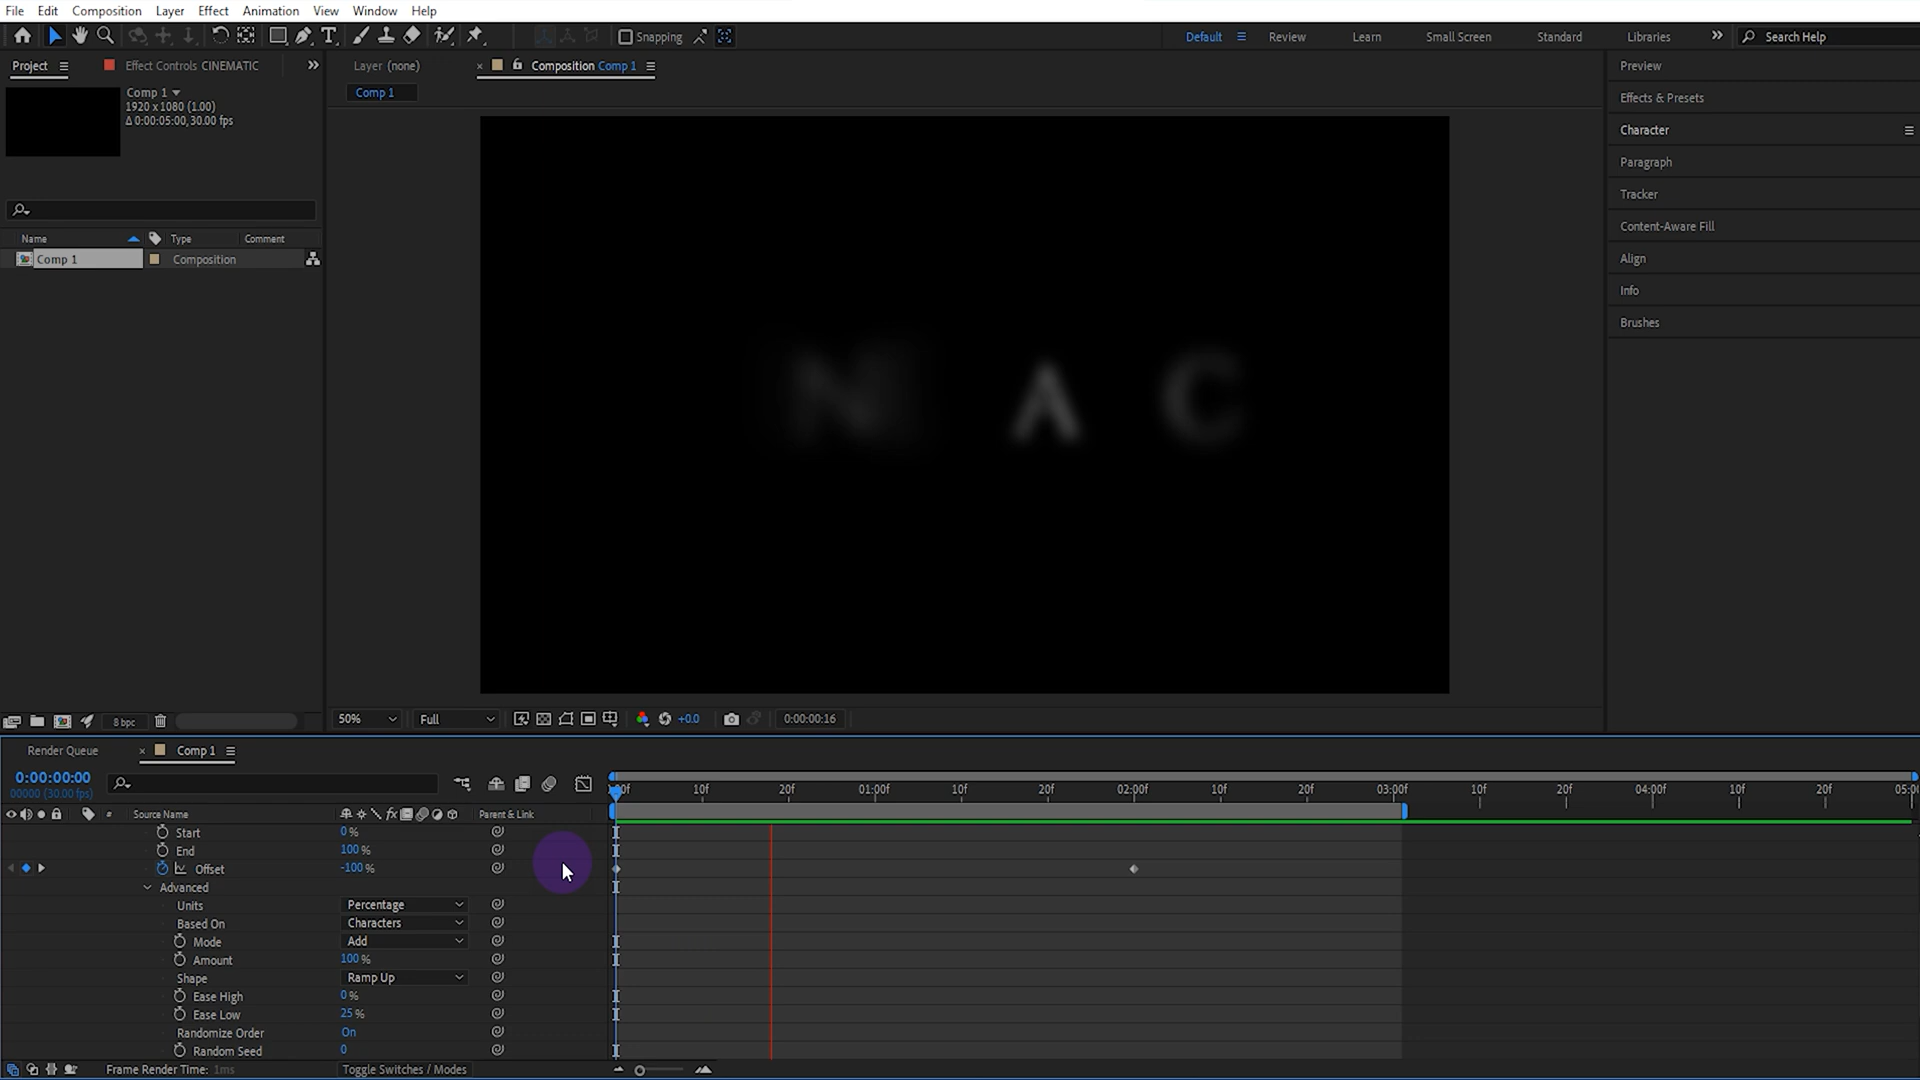 File Edit Composition Layer Effect Animation View Window Help
Snapping Default Review Learn Small Screen Standard Libraries Search Help
Project Effect Controls CINEMATIC Layer (none) Composition Comp 1
Comp 1
Comp 1
1920 x 1080 (1.00)
Δ 0:00:05:00, 30.00 fps
Name Type Comment
Comp 1 Composition
N A C
Preview
Effects & Presets
Character
Paragraph
Tracker
Content-Aware Fill
Align
Info
Brushes
8 bpc 50% Full +0.0 0:00:00:16
Render Queue Comp 1
0:00:00:00
00000 (30.00 fps)
10f 20f 01:00f 10f 20f 02:00f 10f 20f 03:00f 10f 20f 04:00f 10f 20f
# Source Name fx Parent & Link
Start 0 %
End 100 %
Offset -100 %
Advanced
Units Percentage
Based On Characters
Mode Add
Amount 100 %
Shape Ramp Up
Ease High 0 %
Ease Low 25 %
Randomize Order On
Random Seed 0
Frame Render Time: 1ms Toggle Switches / Modes